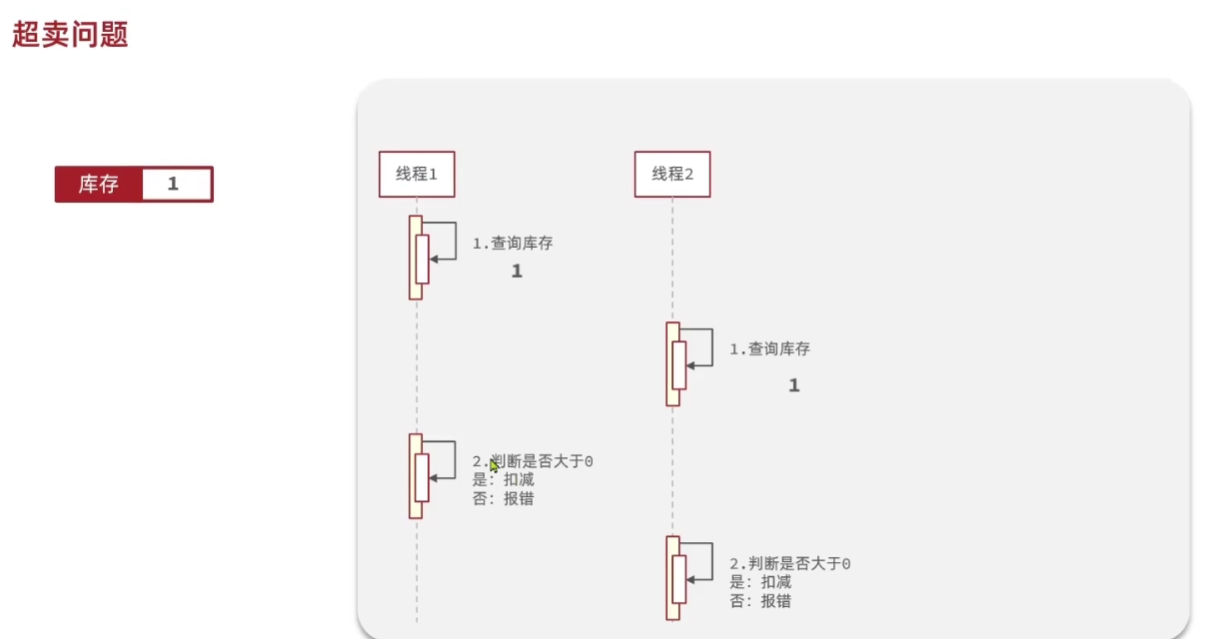 超卖问题
库存 1
线程1
线程2
1.查询库存
1
1.查询库存
1
2.判断是否大于0
是: 扣减
否: 报错
2.判断是否大于0
是: 扣减
否: 报错